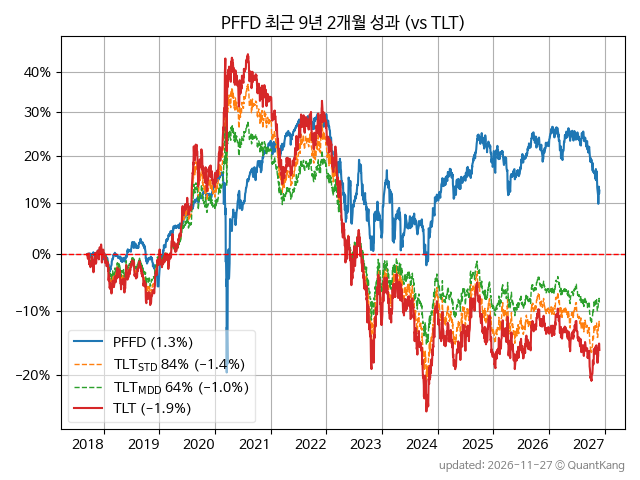 PFFD 최근 9년 2개월 성과 (vs TLT)
40%
30%
20%
10%
0%
−10%
−20%
PFFD (1.3%)
TLT_STD 84% (−1.4%)
TLT_MDD 64% (−1.0%)
TLT (−1.9%)
2018 2019 2020 2021 2022 2023 2024 2025 2026 2027
updated: 2026-11-27 © QuantKang